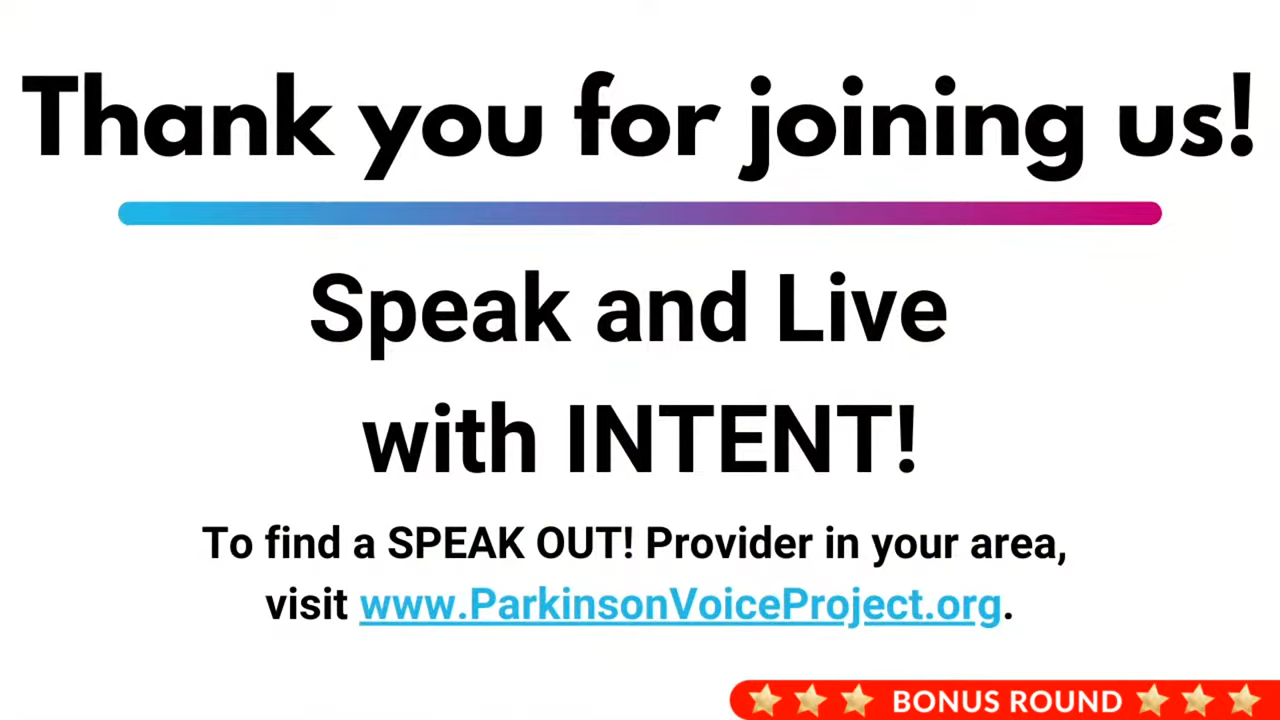 Thank you for joining us!
Speak and Live
with INTENT!
To find a SPEAK OUT! Provider in your area,
visit www.ParkinsonVoiceProject.org.
BONUS ROUND